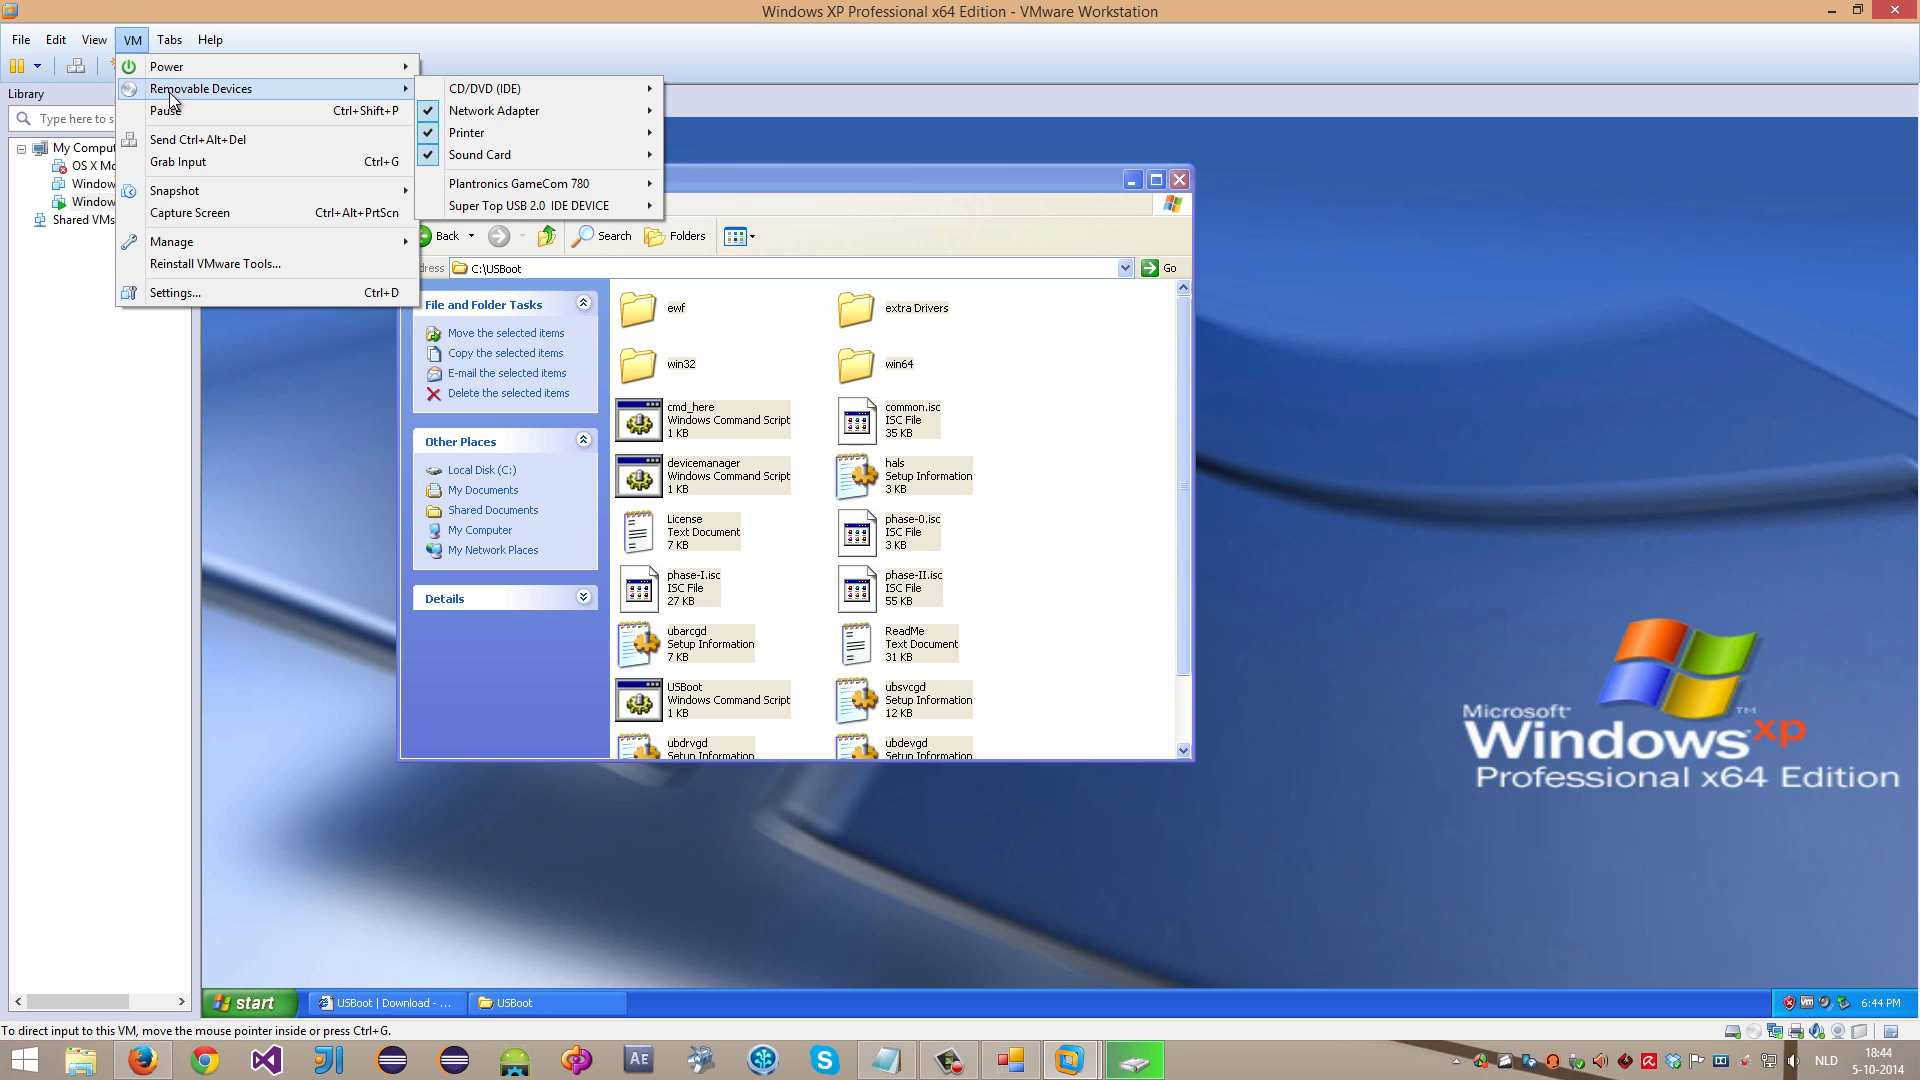 Windows XP Professional x64 Edition - VMware Workstation
File Edit View VM Tabs Help
Library
Type here to s
My Comput
OS X Mo
Window
Window
Shared VMs
Power
Removable Devices
Pause Ctrl+Shift+P
Send Ctrl+Alt+Del
Grab Input Ctrl+G
Snapshot
Capture Screen Ctrl+Alt+PrtScn
Manage
Reinstall VMware Tools...
Settings... Ctrl+D
CD/DVD (IDE)
Network Adapter
Printer
Sound Card
Plantronics GameCom 780
Super Top USB 2.0 IDE DEVICE
Back Search Folders
dress C:\USBoot Go
File and Folder Tasks
Move the selected items
Copy the selected items
E-mail the selected items
Delete the selected items
Other Places
Local Disk (C:)
My Documents
Shared Documents
My Computer
My Network Places
Details
ewf
extra Drivers
win32
win64
cmd_here
Windows Command Script
1 KB
common.isc
ISC File
35 KB
devicemanager
Windows Command Script
1 KB
hals
Setup Information
3 KB
License
Text Document
7 KB
phase-0.isc
ISC File
3 KB
phase-I.isc
ISC File
27 KB
phase-II.isc
ISC File
55 KB
ubarcgd
Setup Information
7 KB
ReadMe
Text Document
31 KB
USBoot
Windows Command Script
1 KB
ubsvcgd
Setup Information
12 KB
ubdrvgd
Setup Information
ubdevgd
Setup Information
Microsoft
Windows xp TM
Professional x64 Edition
start USBoot | Download - ... USBoot 6:44 PM
To direct input to this VM, move the mouse pointer inside or press Ctrl+G.
AE
NLD
18:44
5-10-2014